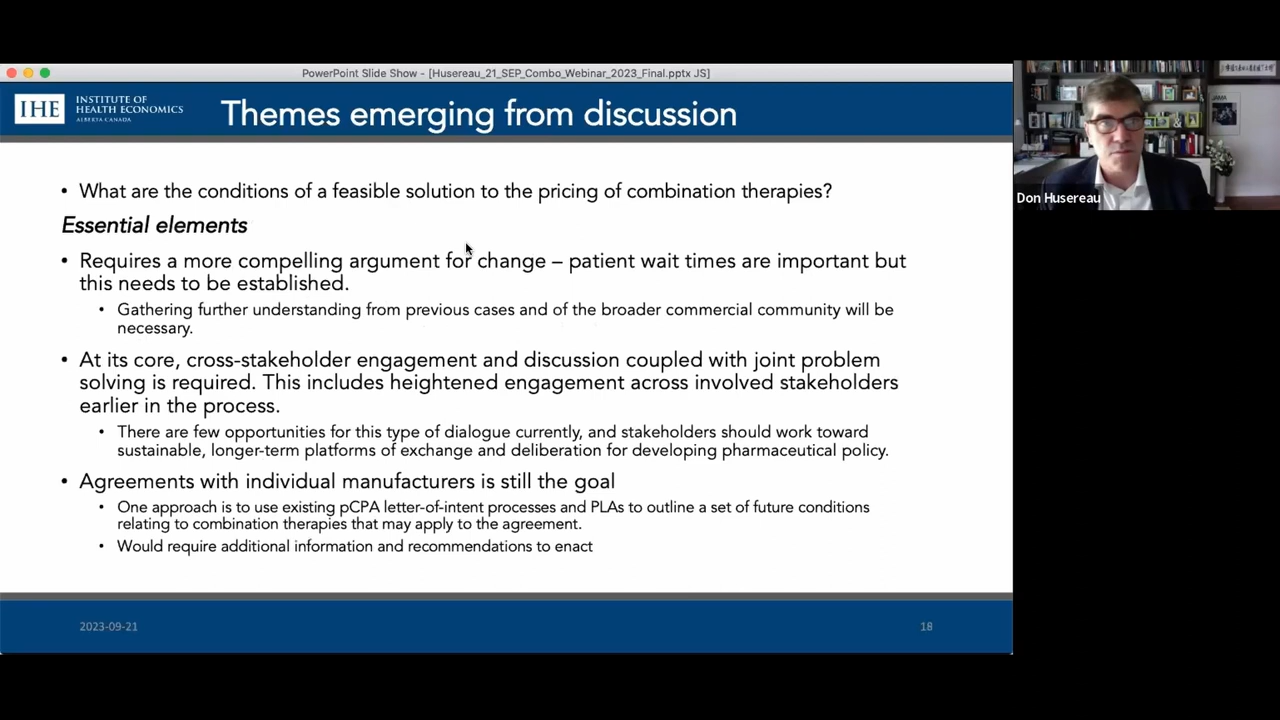 PowerPoint Slide Show - [Husereau_21_SEP_Combo_Webinar_2023_Final.pptx JS]
IHE
INSTITUTE OF
HEALTH ECONOMICS
ALBERTA CANADA
Themes emerging from discussion
• What are the conditions of a feasible solution to the pricing of combination therapies?
Essential elements
• Requires a more compelling argument for change – patient wait times are important but
this needs to be established.
• Gathering further understanding from previous cases and of the broader commercial community will be
necessary.
• At its core, cross-stakeholder engagement and discussion coupled with joint problem
solving is required. This includes heightened engagement across involved stakeholders
earlier in the process.
• There are few opportunities for this type of dialogue currently, and stakeholders should work toward
sustainable, longer-term platforms of exchange and deliberation for developing pharmaceutical policy.
• Agreements with individual manufacturers is still the goal
• One approach is to use existing pCPA letter-of-intent processes and PLAs to outline a set of future conditions
relating to combination therapies that may apply to the agreement.
• Would require additional information and recommendations to enact
2023-09-21
18
JAMA
Don Husereau